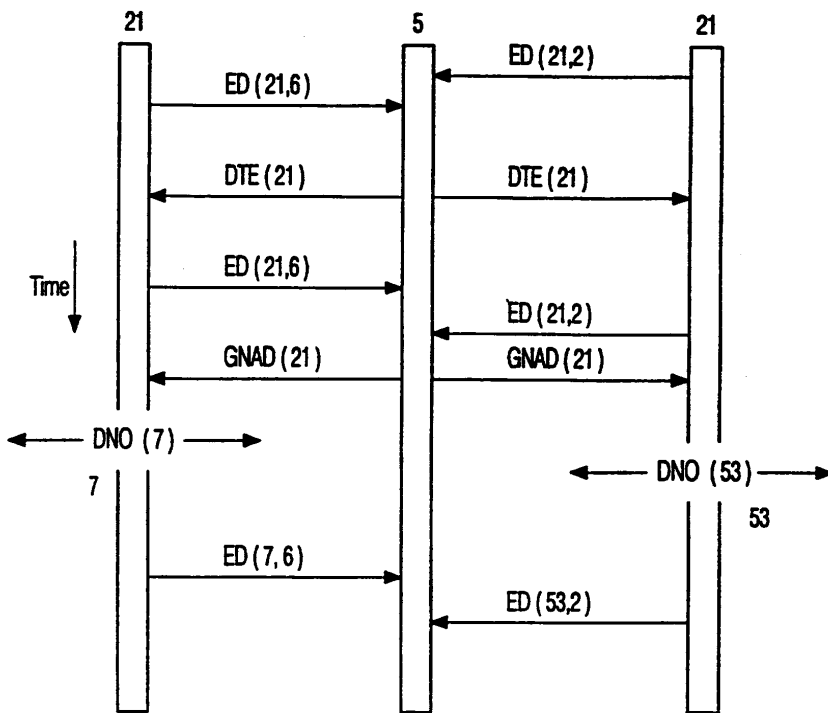 21 5 21
ED (21,2)
ED (21,6)
DTE (21) DTE (21)
Time
ED (21,6)
ED (21,2)
GNAD (21) GNAD (21)
DNO (7)
DNO (53)
7
53
ED (7, 6)
ED (53,2)